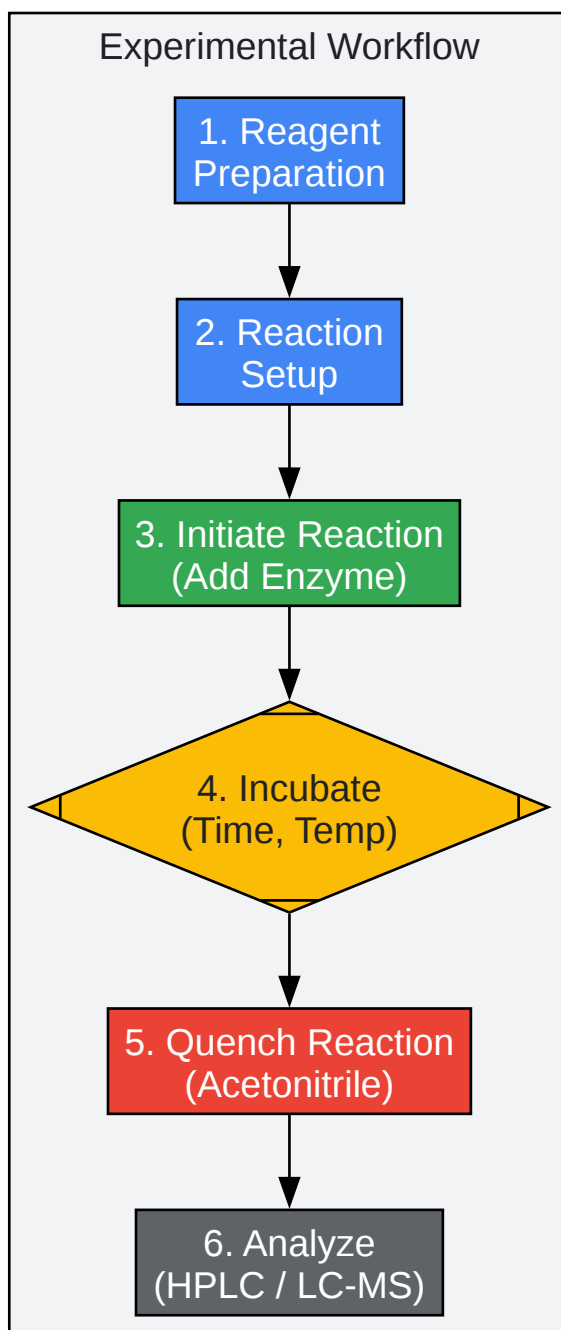 Experimental Workflow
1. Reagent
Preparation
2. Reaction
Setup
3. Initiate Reaction
(Add Enzyme)
4. Incubate
(Time, Temp)
5. Quench Reaction
(Acetonitrile)
6. Analyze
(HPLC / LC-MS)